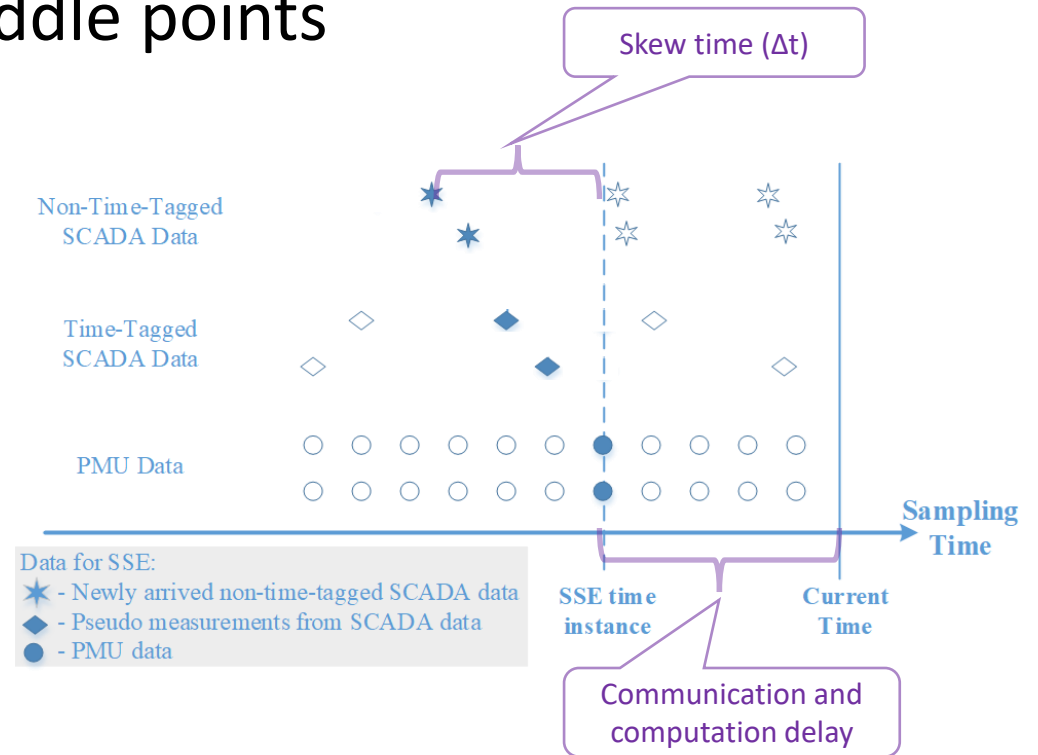 ddle points
Skew time (Δt)
Non-Time-Tagged
SCADA Data
Time-Tagged
SCADA Data
PMU Data
Sampling
Time
Data for SSE:
- Newly arrived non-time-tagged SCADA data
- Pseudo measurements from SCADA data
- PMU data
SSE time
instance
Current
Time
Communication and
computation delay